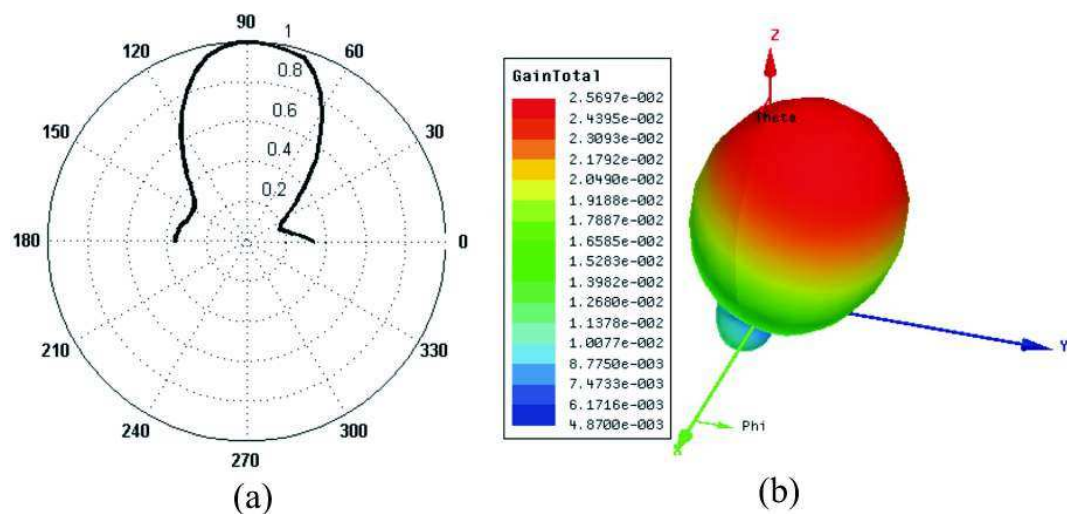 90
1
120
60
0.8
0.6
150
30
0.4
0.2
180
0
210
330
240
300
270
(a)
GainTotal
2.5697e-002
2.4395e-002
2.3093e-002
2.1792e-002
2.0490e-002
1.9188e-002
1.7887e-002
1.6585e-002
1.5283e-002
1.3982e-002
1.2680e-002
1.1378e-002
1.0077e-002
8.7750e-003
7.4733e-003
6.1716e-003
4.8700e-003
Z
Theta
Y
Phi
X
(b)